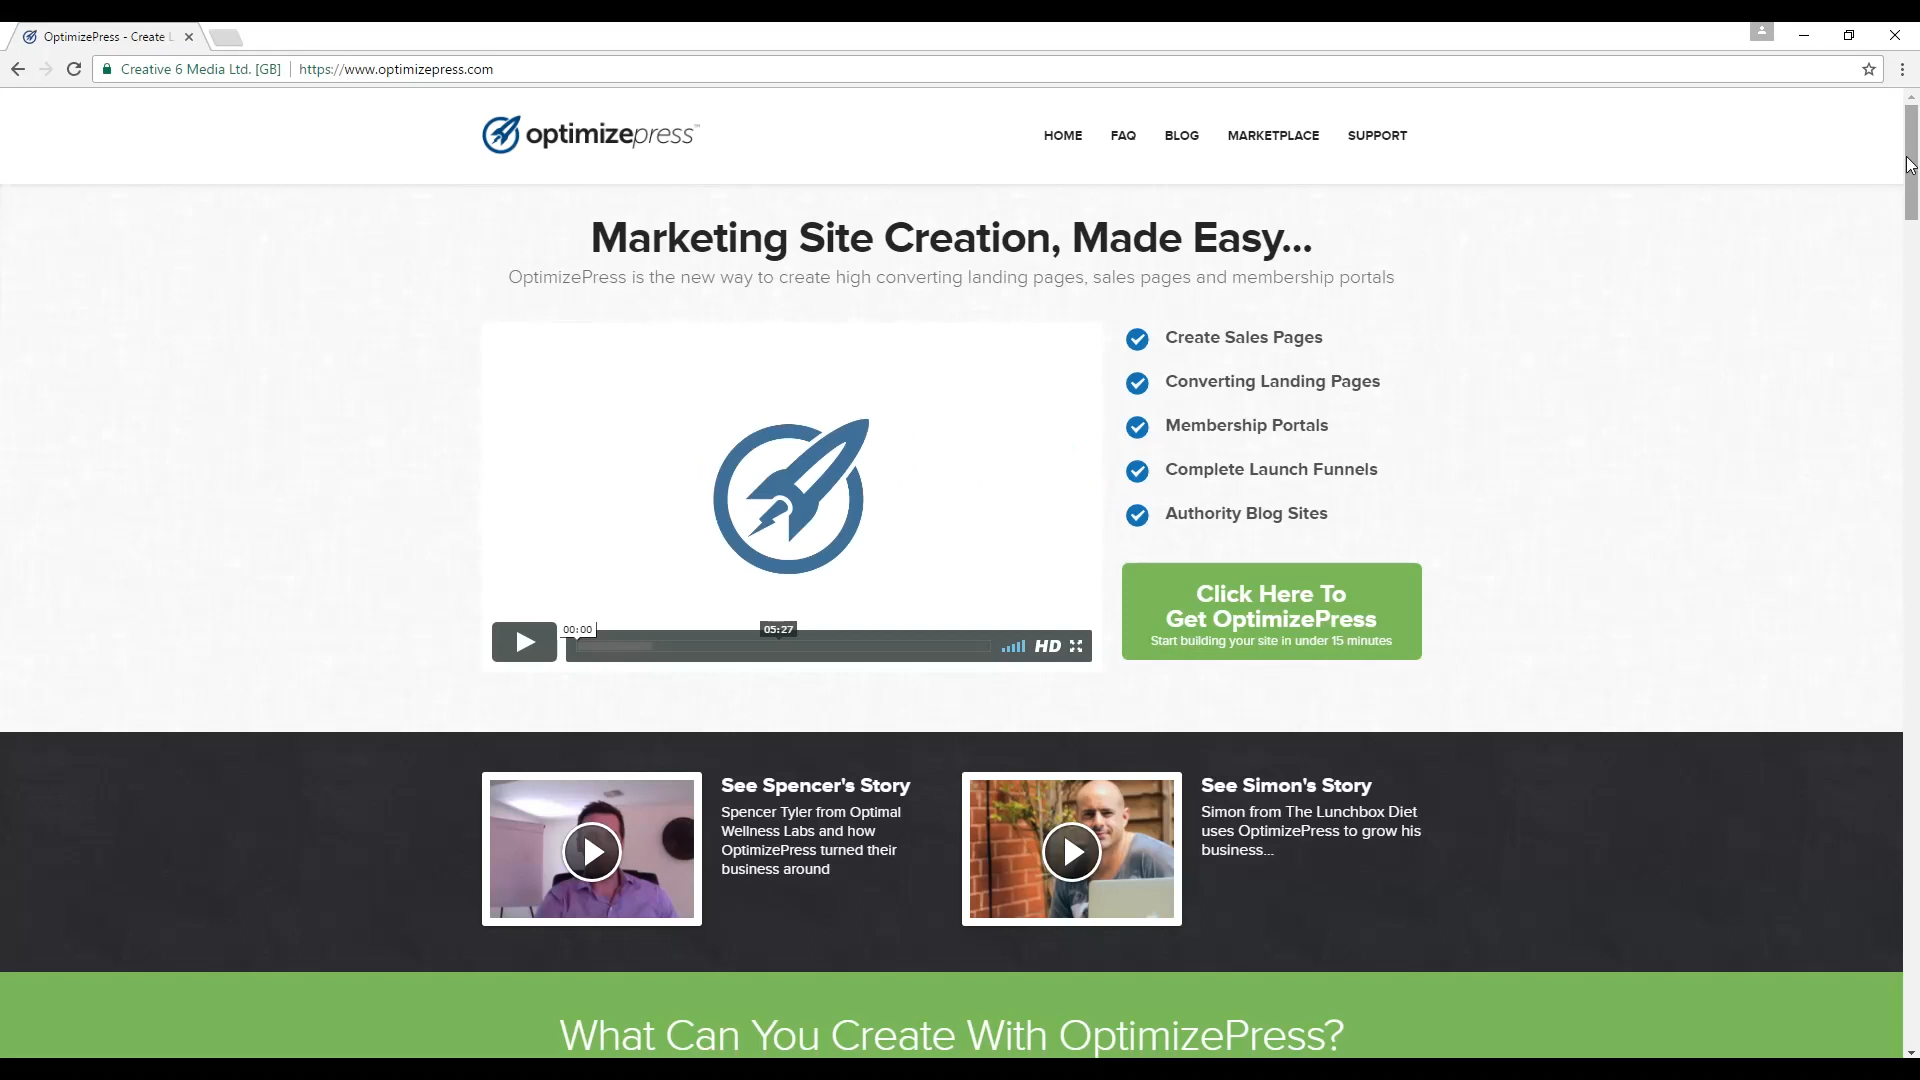 OptimizePress - Create L
Creative 6 Media Ltd. [GB]
https://www.optimizepress.com
optimizepress™
HOME
FAQ
BLOG
MARKETPLACE
SUPPORT
Marketing Site Creation, Made Easy...
OptimizePress is the new way to create high converting landing pages, sales pages and membership portals
Create Sales Pages
Converting Landing Pages
Membership Portals
Complete Launch Funnels
Authority Blog Sites
00:00
05:27
HD
Click Here To
Get OptimizePress
Start building your site in under 15 minutes
See Spencer's Story
Spencer Tyler from Optimal
Wellness Labs and how
OptimizePress turned their
business around
See Simon's Story
Simon from The Lunchbox Diet
uses OptimizePress to grow his
business...
What Can You Create With OptimizePress?